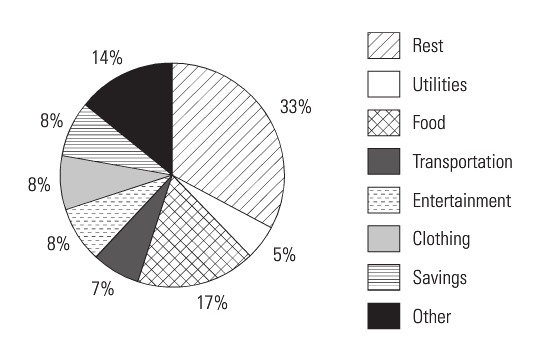 14%
33%
8%
8%
8%
7%
17%
5%
Rest
Utilities
Food
Transportation
Entertainment
Clothing
Savings
Other